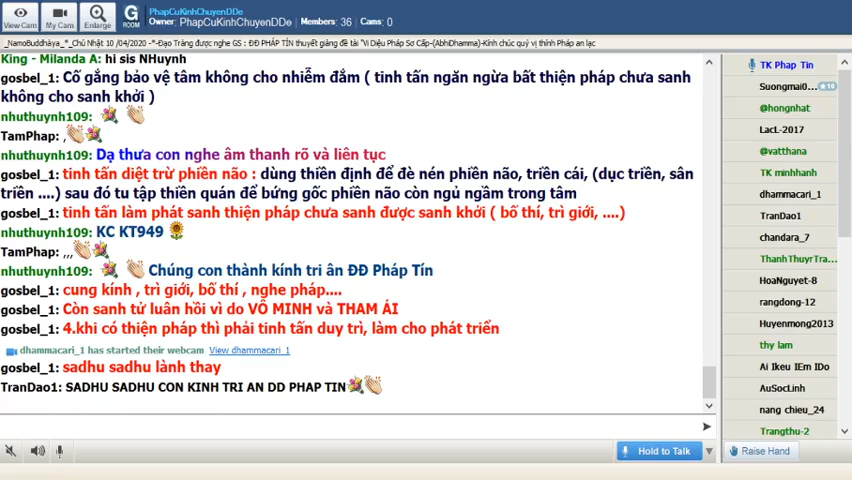 PhapCuKinhChuyenDDe
Owner: PhapCuKinhChuyenDDe Members: 36 Cams: 0
View Cam My Cam Enlarge G ROOM
_NamoBuddhàya_*_Chủ Nhật 10 /04/2020 -*-Đạo Tràng được nghe GS : ĐĐ PHÁP TÍN thuyết giảng đề tài "Vi Diệu Pháp Sơ Cấp-(AbhiDhamma)-Kính chúc quý vị thính Pháp an lạc
King - Milanda A: hi sis NHuynh
gosbel_1: Cố gắng bảo vệ tâm không cho nhiễm đắm ( tinh tấn ngăn ngừa bất thiện pháp chưa sanh
không cho sanh khởi )
nhuthuynh109:
TamPhap: ,
nhuthuynh109: Dạ thưa con nghe âm thanh rõ và liên tục
gosbel_1: tinh tấn diệt trừ phiền não : dùng thiền định để đè nén phiền não, triền cái, (dục triền, sân
triền ....) sau đó tu tập thiền quán để bứng gốc phiền não còn ngủ ngầm trong tâm
gosbel_1: tinh tấn làm phát sanh thiện pháp chưa sanh được sanh khởi ( bố thí, trì giới, ....)
nhuthuynh109: KC KT949
TamPhap: ,,,
nhuthuynh109: Chúng con thành kính tri ân ĐĐ Pháp Tín
gosbel_1: cung kính , trì giới, bố thí , nghe pháp....
gosbel_1: Còn sanh tử luân hồi vì do VÔ MINH và THAM ÁI
gosbel_1: 4.khi có thiện pháp thì phải tinh tấn duy trì, làm cho phát triển
dhammacari_1 has started their webcam View dhammacari_1
gosbel_1: sadhu sadhu lành thay
TranDao1: SADHU SADHU CON KINH TRI AN DD PHAP TIN
Hold to Talk
TK Phap Tin
Suongmai0... 10
@hongnhat
LacL-2017
@vatthana
TK minhhanh
dhammacari_1
TranDao1
chandara_7
ThanhThuyrTra...
HoaNguyet-8
rangdong-12
Huyenmong2013
thy lam
Ai Ikeu IEm IDo
AuSocLinh
nang chieu_24
Trangthu-2
Raise Hand